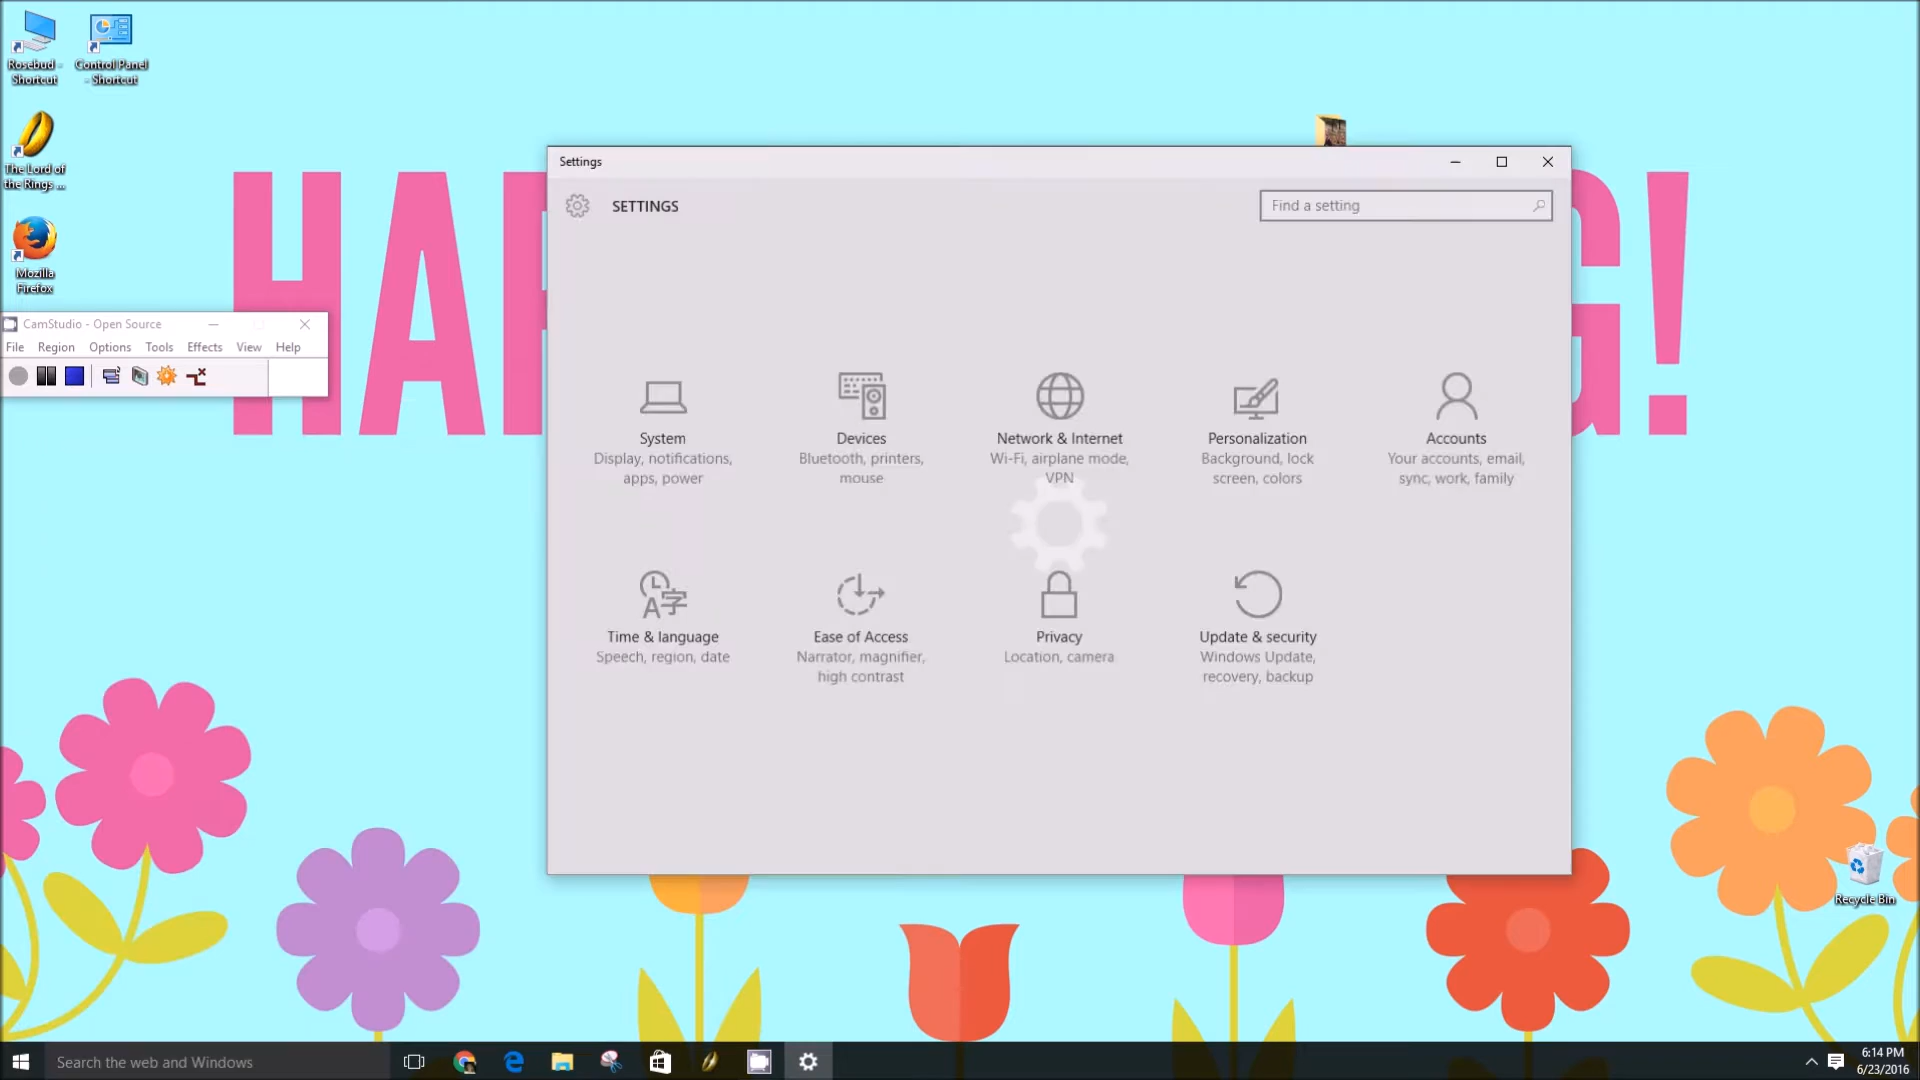 Rosebud -
Shortcut
Control Panel
- Shortcut
The Lord of
the Rings ...
Mozilla
Firefox
CamStudio - Open Source
File Region Options Tools Effects View Help
HAP
G!
Settings
SETTINGS
Find a setting
System
Display, notifications,
apps, power
Devices
Bluetooth, printers,
mouse
Network & Internet
Wi-Fi, airplane mode,
VPN
Personalization
Background, lock
screen, colors
Accounts
Your accounts, email,
sync, work, family
Time & language
Speech, region, date
Ease of Access
Narrator, magnifier,
high contrast
Privacy
Location, camera
Update & security
Windows Update,
recovery, backup
Recycle Bin
Search the web and Windows
6:14 PM
6/23/2016